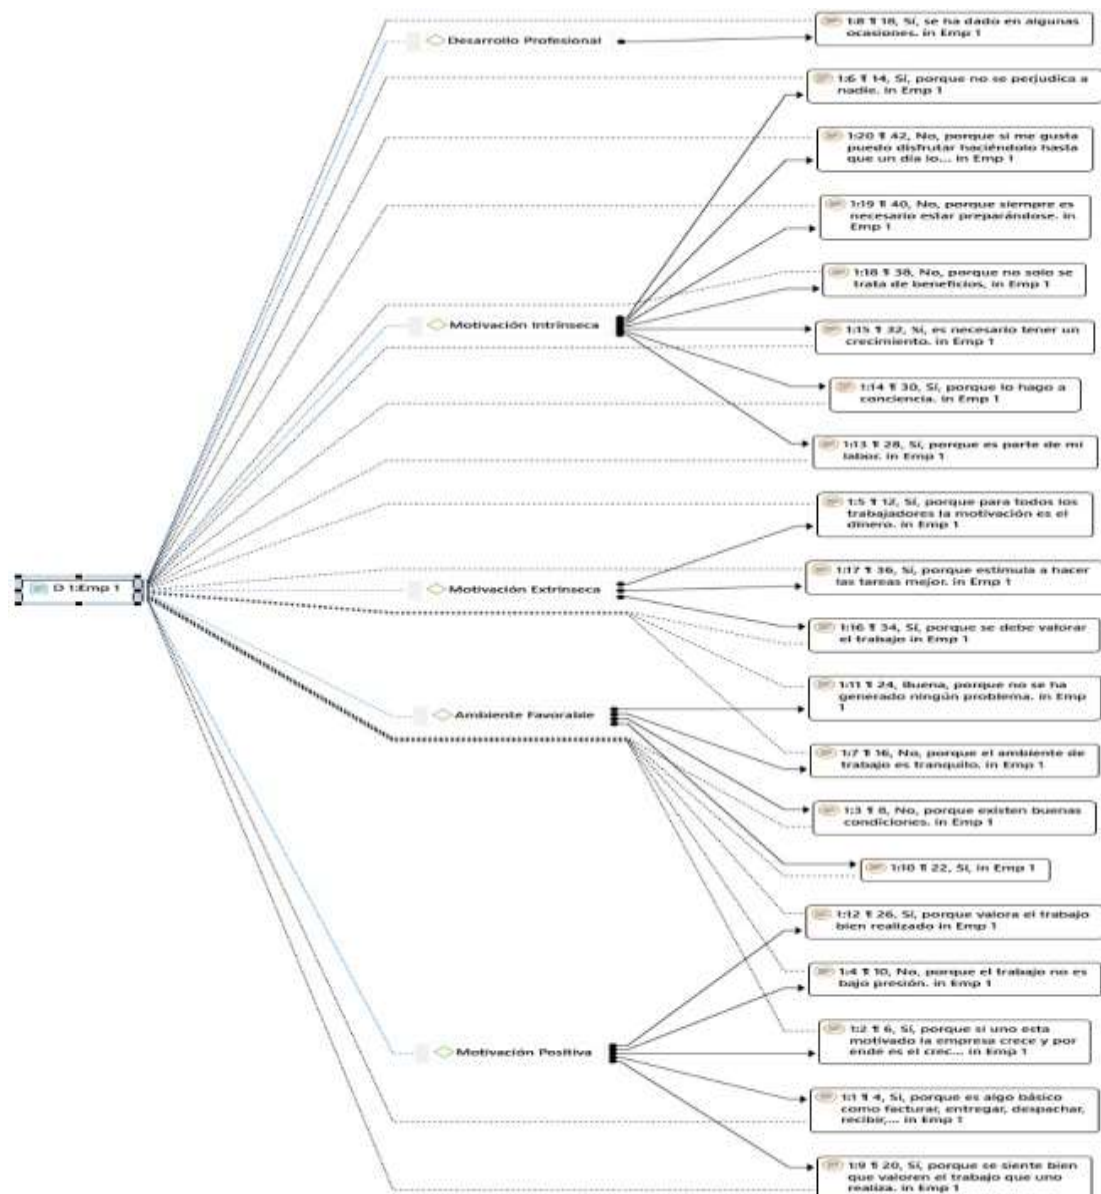 1:8 ¶ 18, Sí, se ha dado en algunas
ocasiones. in Emp 1
Desarrollo Profesional
1:6 ¶ 14, Sí, porque no se perjudica a
nadie. in Emp 1
1:20 ¶ 42, No, porque si me gusta
puedo disfrutar haciéndolo hasta
que un día lo... in Emp 1
1:19 ¶ 40, No, porque siempre es
necesario estar preparándose. in
Emp 1
1:18 ¶ 38, No, porque no solo se
trata de beneficios, in Emp 1
Motivación Intrínseca
1:15 ¶ 32, Sí, es necesario tener un
crecimiento. in Emp 1
1:14 ¶ 30, Sí, porque lo hago a
conciencia. in Emp 1
1:13 ¶ 28, Sí, porque es parte de mi
labor. in Emp 1
1:5 ¶ 12, Sí, porque para todos los
trabajadores la motivación es el
dinero. in Emp 1
D 1:Emp 1
Motivación Extrínseca
1:17 ¶ 36, Sí, porque estimula a hacer
las tareas mejor. in Emp 1
1:16 ¶ 34, Sí, porque se debe valorar
el trabajo in Emp 1
1:11 ¶ 24, Buena, porque no se ha
generado ningún problema. in Emp
1
Ambiente Favorable
1:7 ¶ 16, No, porque el ambiente de
trabajo es tranquilo. in Emp 1
1:3 ¶ 8, No, porque existen buenas
condiciones. in Emp 1
1:10 ¶ 22, Sí, in Emp 1
1:12 ¶ 26, Sí, porque valora el trabajo
bien realizado in Emp 1
1:4 ¶ 10, No, porque el trabajo no es
bajo presión. in Emp 1
1:2 ¶ 6, Sí, porque si uno esta
motivado la empresa crece y por
ende es el crec... in Emp 1
Motivación Positiva
1:1 ¶ 4, Sí, porque es algo básico
como facturar, entregar, despachar,
recibir,... in Emp 1
1:9 ¶ 20, Sí, porque se siente bien
que valoren el trabajo que uno
realiza. in Emp 1